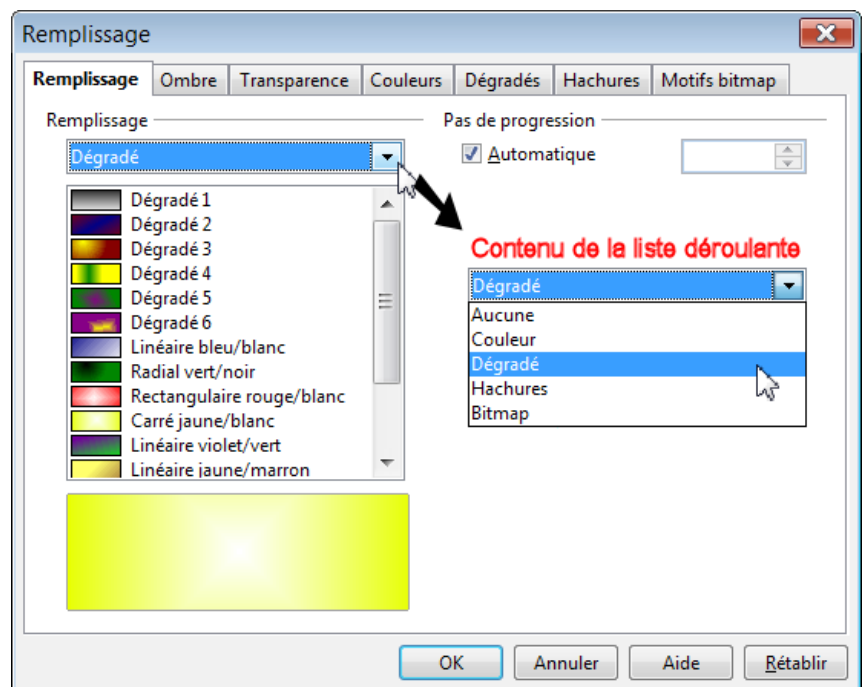 Remplissage
Remplissage Ombre Transparence Couleurs Dégradés Hachures Motifs bitmap
Remplissage
Dégradé
Dégradé 1
Dégradé 2
Dégradé 3
Dégradé 4
Dégradé 5
Dégradé 6
Linéaire bleu/blanc
Radial vert/noir
Rectangulaire rouge/blanc
Carré jaune/blanc
Linéaire violet/vert
Linéaire jaune/marron
Pas de progression
Automatique
Contenu de la liste déroulante
Dégradé
Aucune
Couleur
Dégradé
Hachures
Bitmap
OK Annuler Aide Rétablir